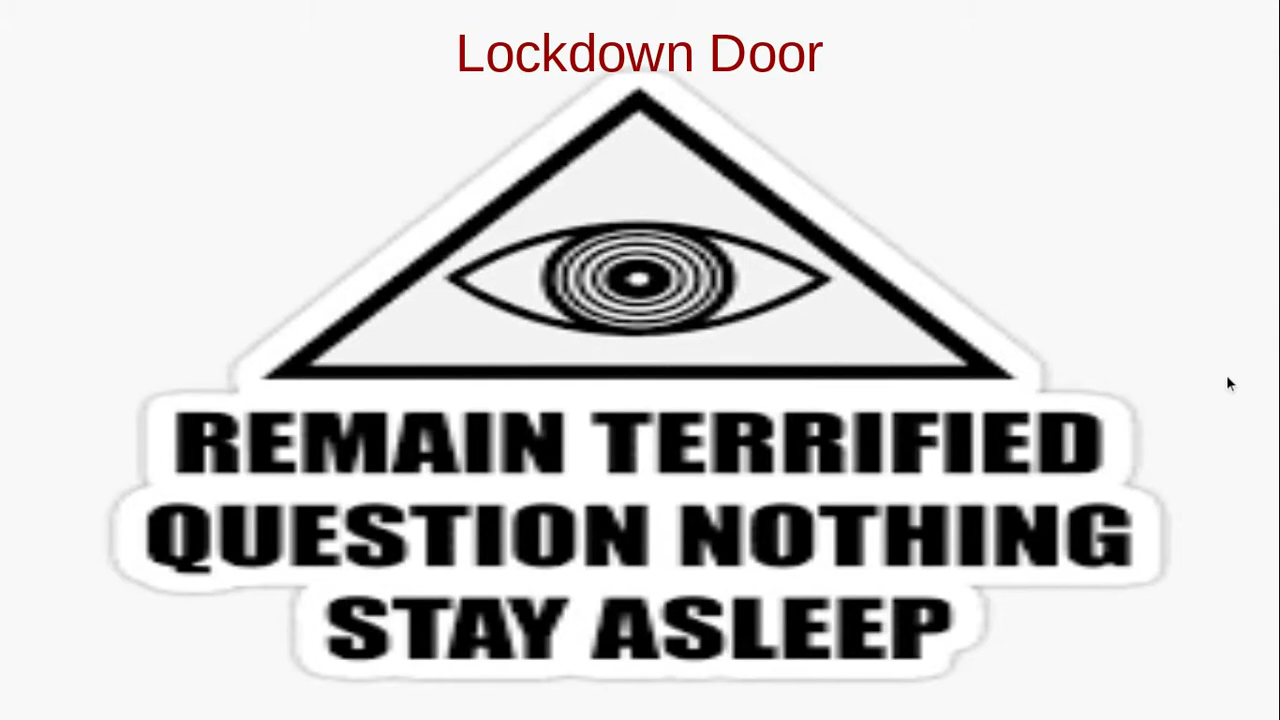 Lockdown Door
REMAIN TERRIFIED
QUESTION NOTHING
STAY ASLEEP